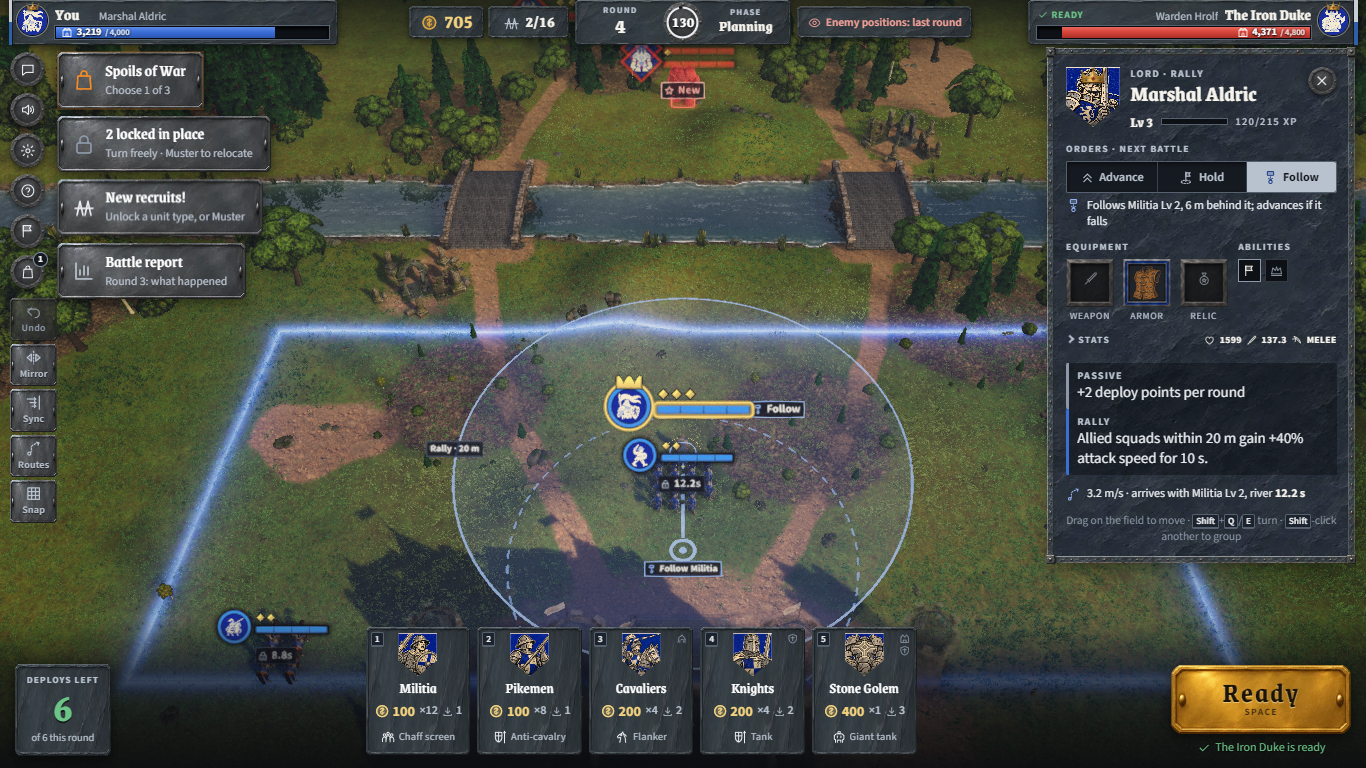 You Marshal Aldric
3,219 / 4,000
705
2/16
ROUND
4
130
PHASE
Planning
Enemy positions: last round
READY
Warden Hrolf The Iron Duke
4,371 / 4,800
Spoils of War
Choose 1 of 3
2 locked in place
Turn freely · Muster to relocate
New recruits!
Unlock a unit type, or Muster
Battle report
Round 3: what happened
1
Undo
Mirror
Sync
Routes
Snap
New
Follow
Rally · 20 m
12.2s
Follow Militia
8.8s
LORD · RALLY
Marshal Aldric
Lv 3 120/215 XP
ORDERS · NEXT BATTLE
Advance Hold Follow
Follows Militia Lv 2, 6 m behind it; advances if it
falls
EQUIPMENT ABILITIES
WEAPON ARMOR RELIC
STATS 1599 137.3 MELEE
PASSIVE
+2 deploy points per round
RALLY
Allied squads within 20 m gain +40%
attack speed for 10 s.
3.2 m/s · arrives with Militia Lv 2, river 12.2 s
Drag on the field to move · Shift+Q/E turn · Shift-click
another to group
DEPLOYS LEFT
6
of 6 this round
1
Militia
100 ×12 1
Chaff screen
2
Pikemen
100 ×8 1
Anti-cavalry
3
Cavaliers
200 ×4 2
Flanker
4
Knights
200 ×4 2
Tank
5
Stone Golem
400 ×1 3
Giant tank
Ready
SPACE
The Iron Duke is ready